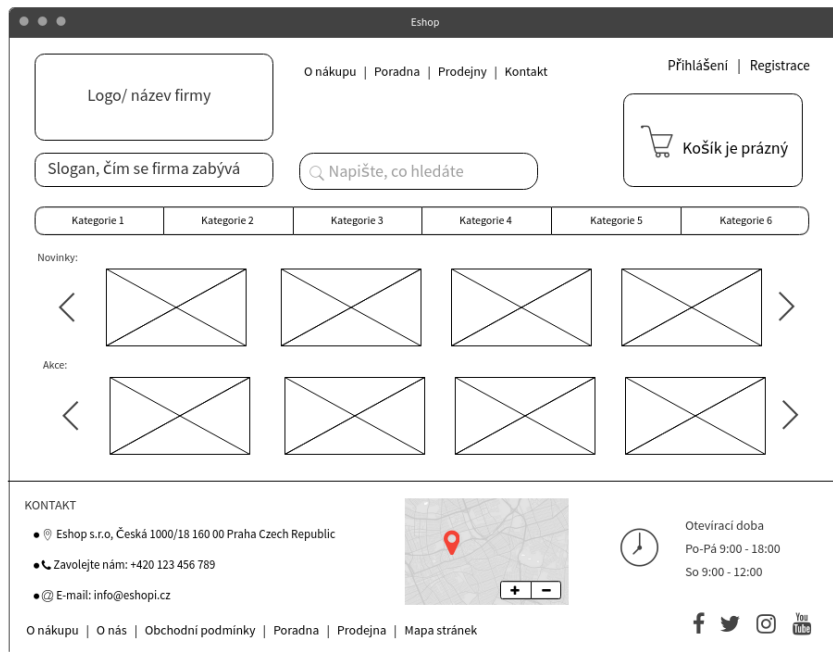 Eshop
Logo/ název firmy
O nákupu | Poradna | Prodejny | Kontakt
Přihlášení | Registrace
Košík je prázný
Slogan, čím se firma zabývá
Napište, co hledáte
Kategorie 1 Kategorie 2 Kategorie 3 Kategorie 4 Kategorie 5 Kategorie 6
Novinky:
Akce:
KONTAKT
Eshop s.r.o, Česká 1000/18 160 00 Praha Czech Republic
Zavolejte nám: +420 123 456 789
@ E-mail: info@eshopi.cz
+ −
Otevírací doba
Po-Pá 9:00 - 18:00
So 9:00 - 12:00
O nákupu | O nás | Obchodní podmínky | Poradna | Prodejna | Mapa stránek
You
Tube